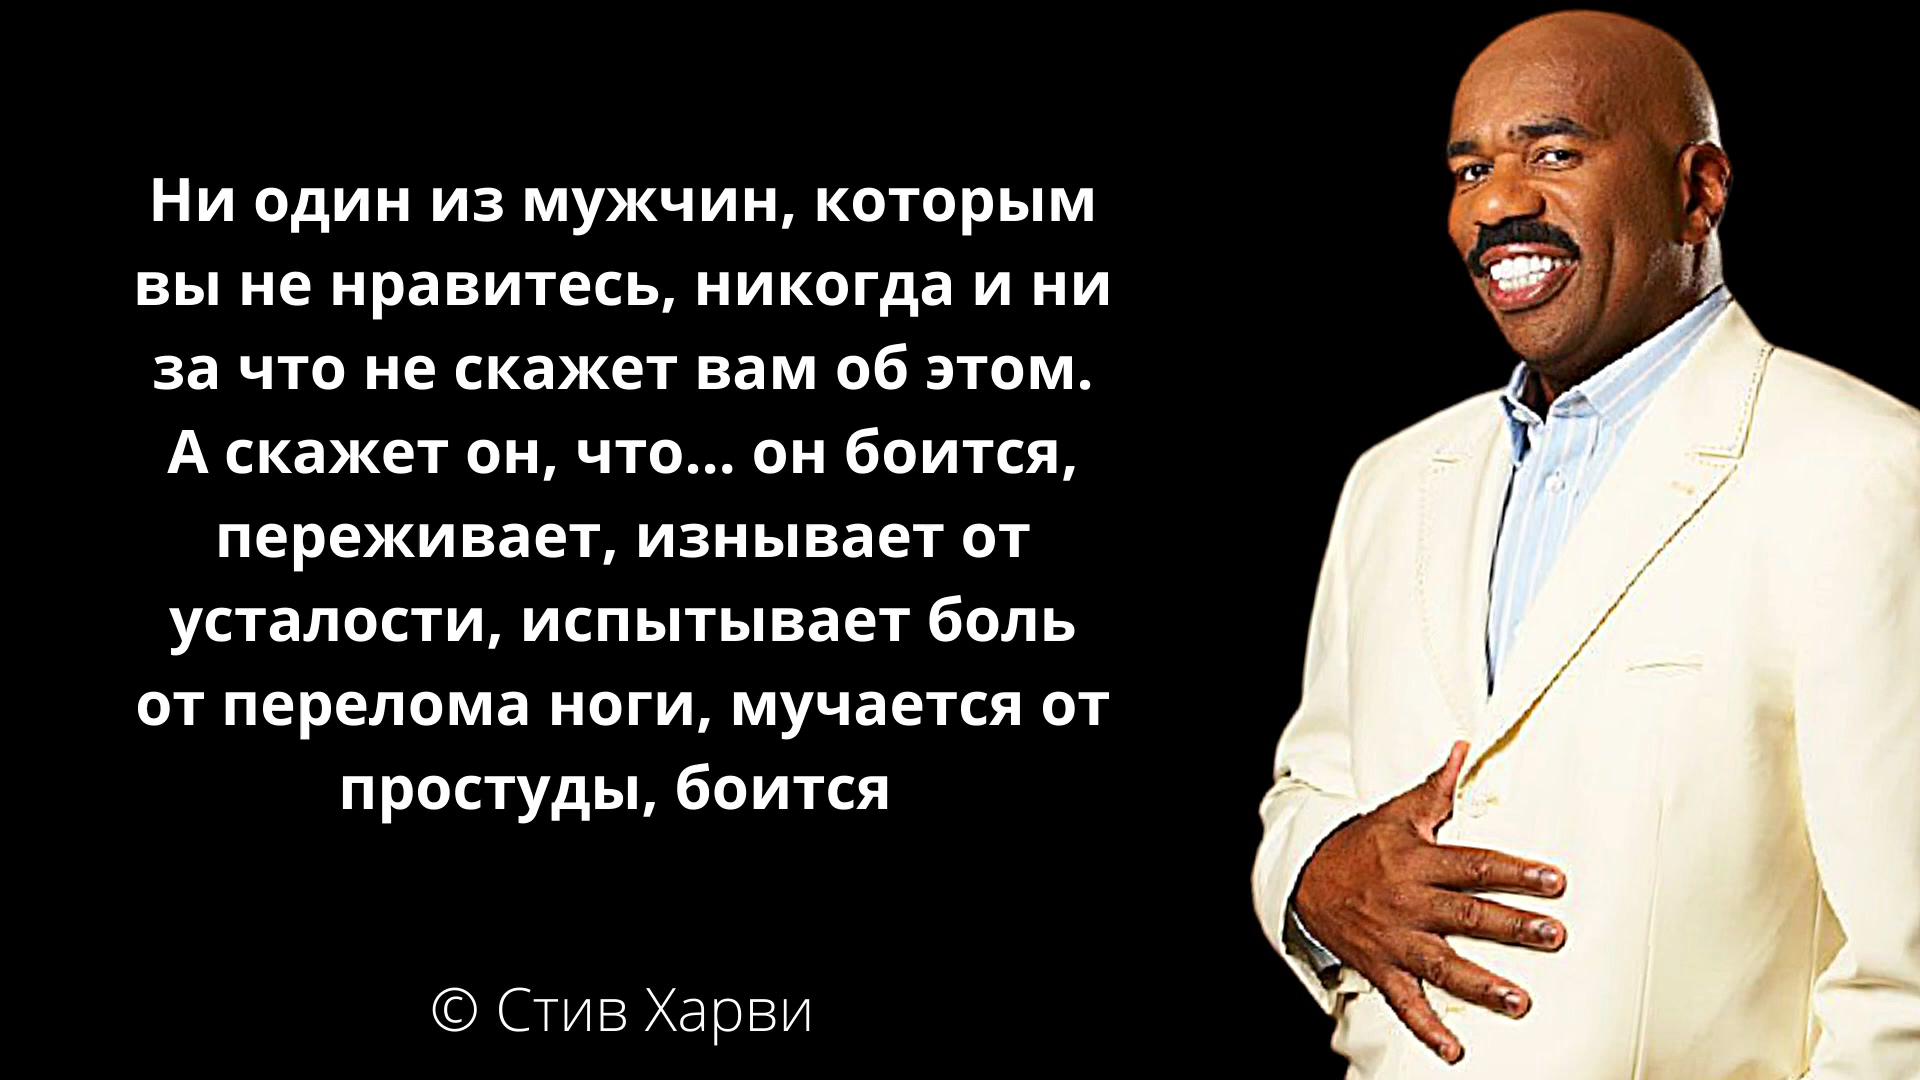 Ни один из мужчин, которым
вы не нравитесь, никогда и ни
за что не скажет вам об этом.
А скажет он, что... он боится,
переживает, изнывает от
усталости, испытывает боль
от перелома ноги, мучается от
простуды, боится
© Стив Харви